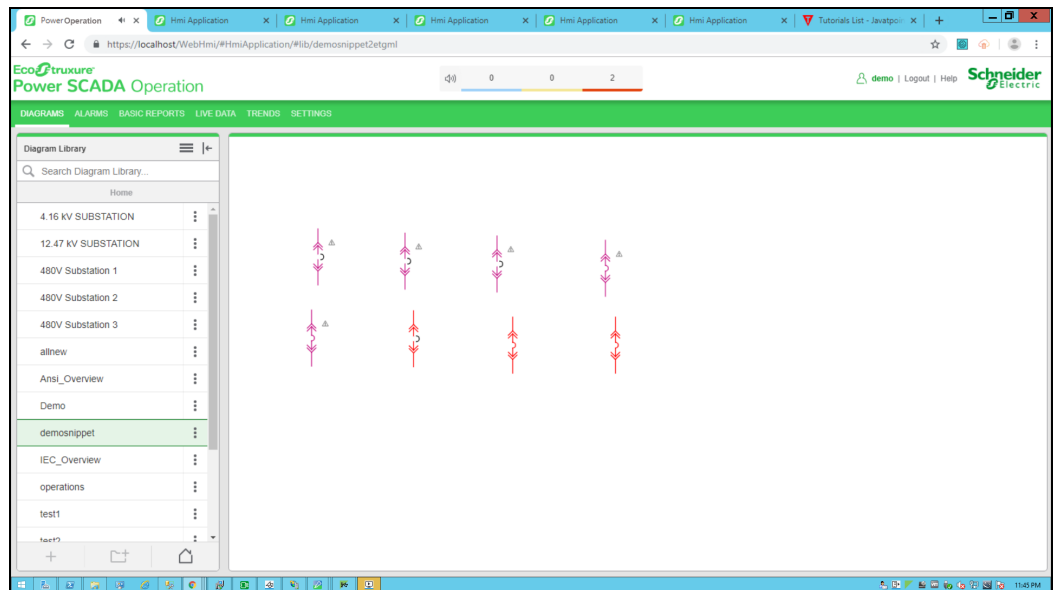 PowerOperation
Hmi Application
Hmi Application
Hmi Application
Hmi Application
Hmi Application
Tutorials List - Javatpoin
https://localhost/WebHmi/#HmiApplication/#lib/demosnippet2etgml
EcoStruxure
Power SCADA Operation
0 0 2
demo | Logout | Help
Schneider
Electric
DIAGRAMS ALARMS BASIC REPORTS LIVE DATA TRENDS SETTINGS
Diagram Library
Search Diagram Library...
Home
4.16 kV SUBSTATION
12.47 kV SUBSTATION
480V Substation 1
480V Substation 2
480V Substation 3
allnew
Ansi_Overview
Demo
demosnippet
IEC_Overview
operations
test1
test2
11:45 PM